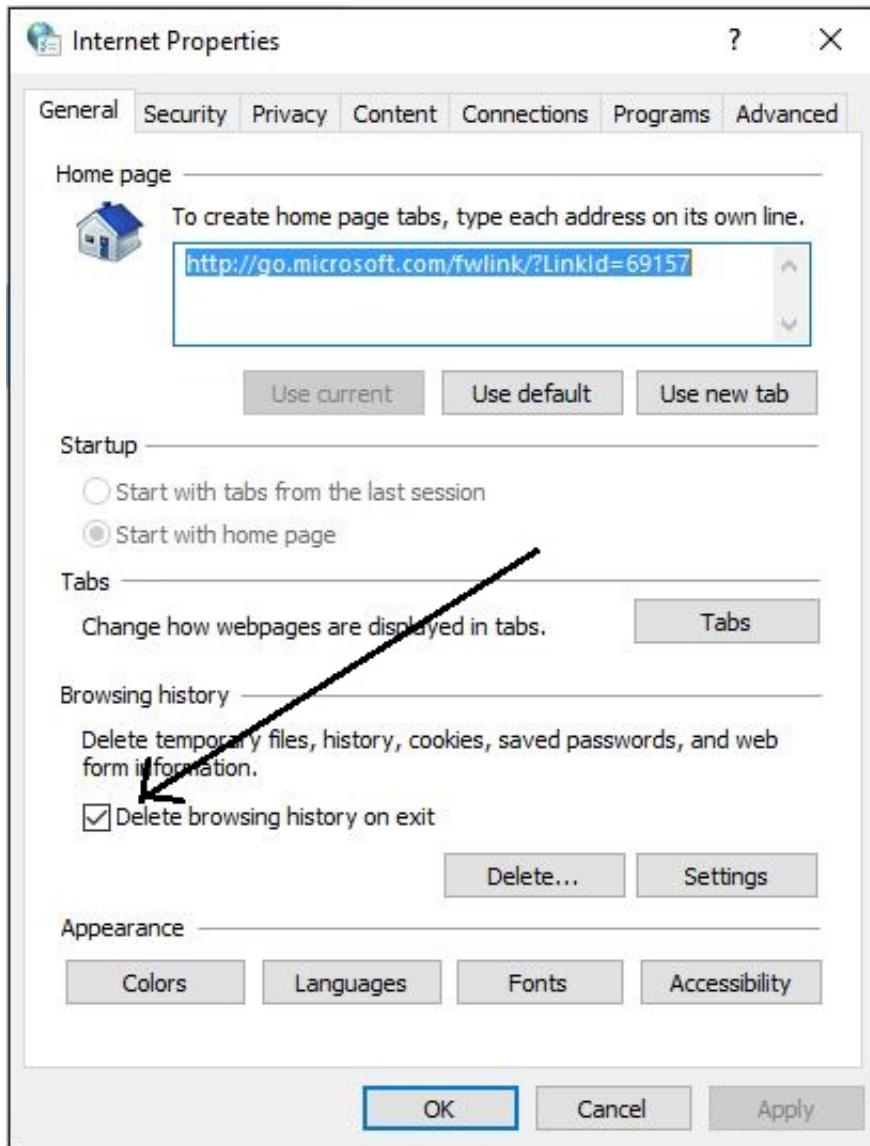 Internet Properties
?
General Security Privacy Content Connections Programs Advanced
Home page
To create home page tabs, type each address on its own line.
http://go.microsoft.com/fwlink/?LinkId=69157
Use current Use default Use new tab
Startup
Start with tabs from the last session
Start with home page
Tabs
Change how webpages are displayed in tabs. Tabs
Browsing history
Delete temporary files, history, cookies, saved passwords, and web
form information.
Delete browsing history on exit
Delete... Settings
Appearance
Colors Languages Fonts Accessibility
OK Cancel Apply